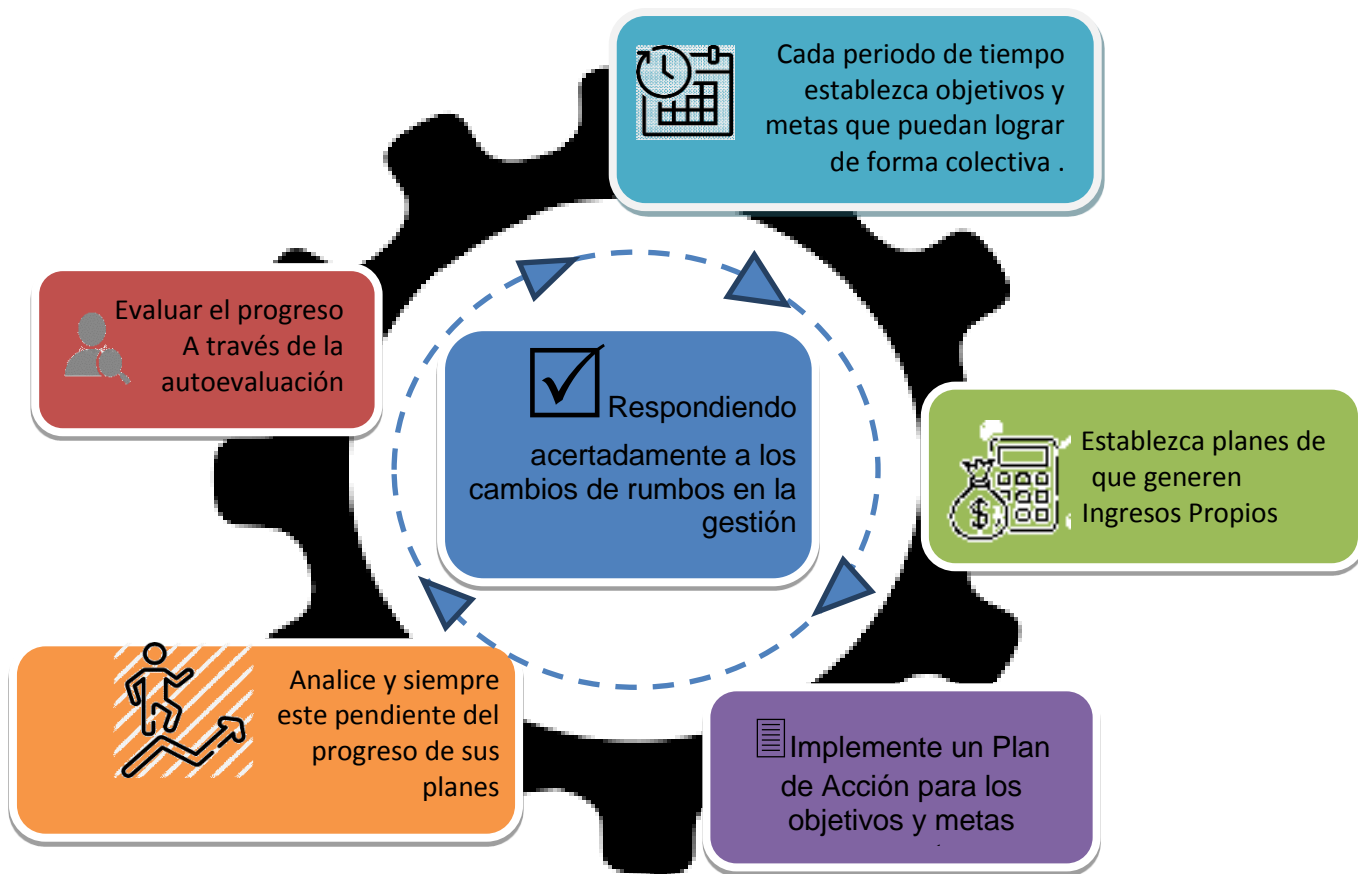 Cada periodo de tiempo
establezca objetivos y
metas que puedan lograr
de forma colectiva .
Evaluar el progreso
A través de la
autoevaluación
Respondiendo
acertadamente a los
cambios de rumbos en la
gestión
Establezca planes de
que generen
Ingresos Propios
Analice y siempre
este pendiente del
progreso de sus
planes
Implemente un Plan
de Acción para los
objetivos y metas